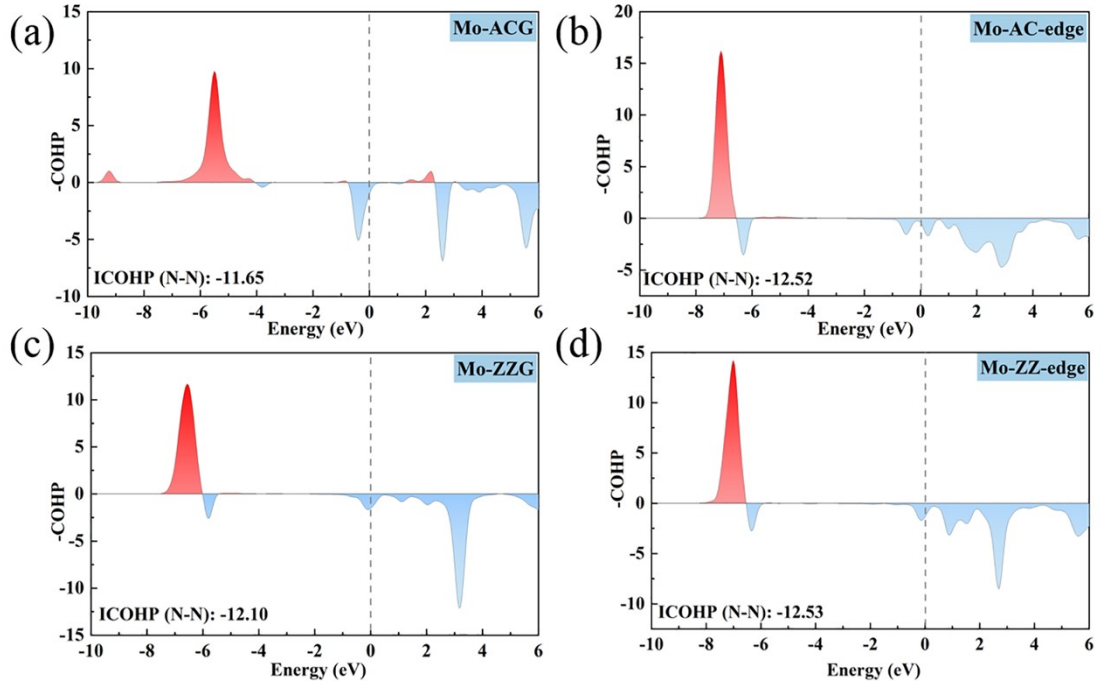 (a)
Mo-ACG
10
5
0
-5
-10
-COHP
ICOHP (N-N): -11.65
-10 -8 -6 -4 -2 0 2 4 6
Energy (eV)
(b)
Mo-AC-edge
20
15
10
5
0
-5
-COHP
ICOHP (N-N): -12.52
-10 -8 -6 -4 -2 0 2 4 6
Energy (eV)
(c)
Mo-ZZG
15
10
5
0
-5
-10
-15
-COHP
ICOHP (N-N): -12.10
-10 -8 -6 -4 -2 0 2 4 6
Energy (eV)
(d)
Mo-ZZ-edge
15
10
5
0
-5
-10
-COHP
ICOHP (N-N): -12.53
-10 -8 -6 -4 -2 0 2 4 6
Energy (eV)